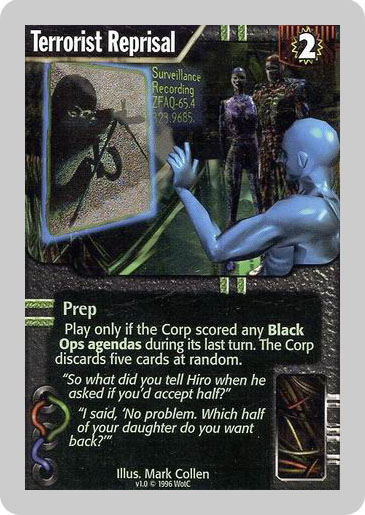 Terrorist Reprisal
2
Surveillance
Recording
ZFAQ-65.4
323.9685.
Prep
Play only if the Corp scored any Black
Ops agendas during its last turn. The Corp
discards five cards at random.
“So what did you tell Hiro when he
asked if you’d accept half?”
“I said, ‘No problem. Which half
of your daughter do you want
back?’”
Illus. Mark Collen
v1.0 © 1996 WotC